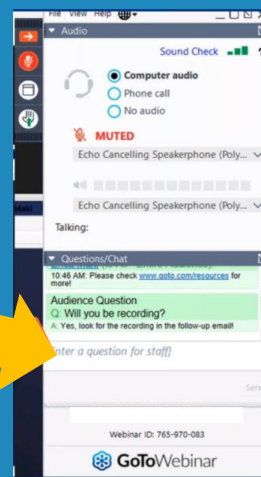 File View Help
Audio
Sound Check
?
Computer audio
Phone call
No audio
MUTED
Echo Cancelling Speakerphone (Poly...
Echo Cancelling Speakerphone (Poly...
Talking:
Questions/Chat
10:46 AM: Please check www.goto.com/resources for
more!
Audience Question
Q: Will you be recording?
A: Yes, look for the recording in the follow-up email!
Enter a question for staff]
Send
Webinar ID: 765-970-083
GoToWebinar